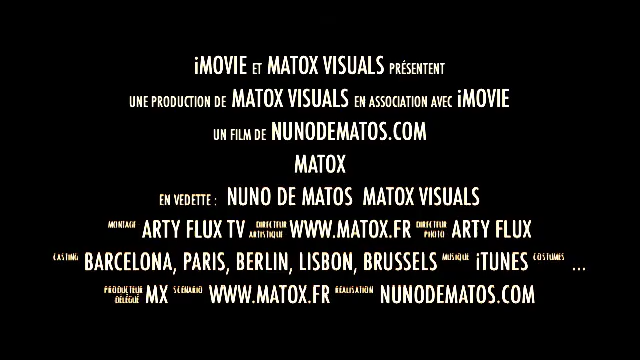 iMOVIE ET MATOX VISUALS PRÉSENTENT
UNE PRODUCTION DE MATOX VISUALS EN ASSOCIATION AVEC iMOVIE
UN FILM DE NUNODEMATOS.COM
MATOX
EN VEDETTE : NUNO DE MATOS MATOX VISUALS
MONTAGE ARTY FLUX TV DIRECTEUR ARTISTIQUE WWW.MATOX.FR DIRECTEUR PHOTO ARTY FLUX
CASTING BARCELONA, PARIS, BERLIN, LISBON, BRUSSELS MUSIQUE iTUNES COSTUMES ...
PRODUCTEUR DÉLÉGUÉ MX SCÉNARIO WWW.MATOX.FR RÉALISATION NUNODEMATOS.COM